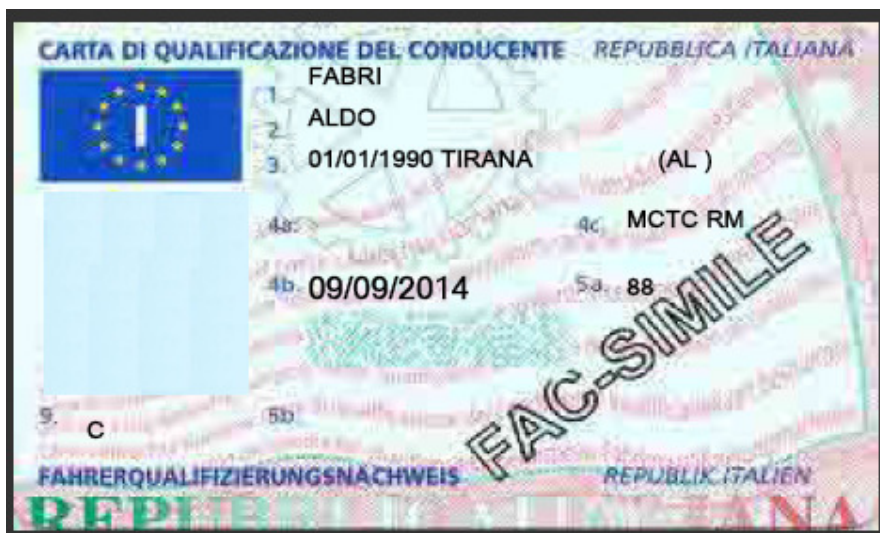 CARTA DI QUALIFICAZIONE DEL CONDUCENTE REPUBBLICA ITALIANA
I
1. FABRI
2. ALDO
3. 01/01/1990 TIRANA (AL )
4a. 4c. MCTC RM
4b. 09/09/2014 5a. 88
FAC-SIMILE
9. C 5b.
FAHRERQUALIFIZIERUNGSNACHWEIS REPUBLIK ITALIEN